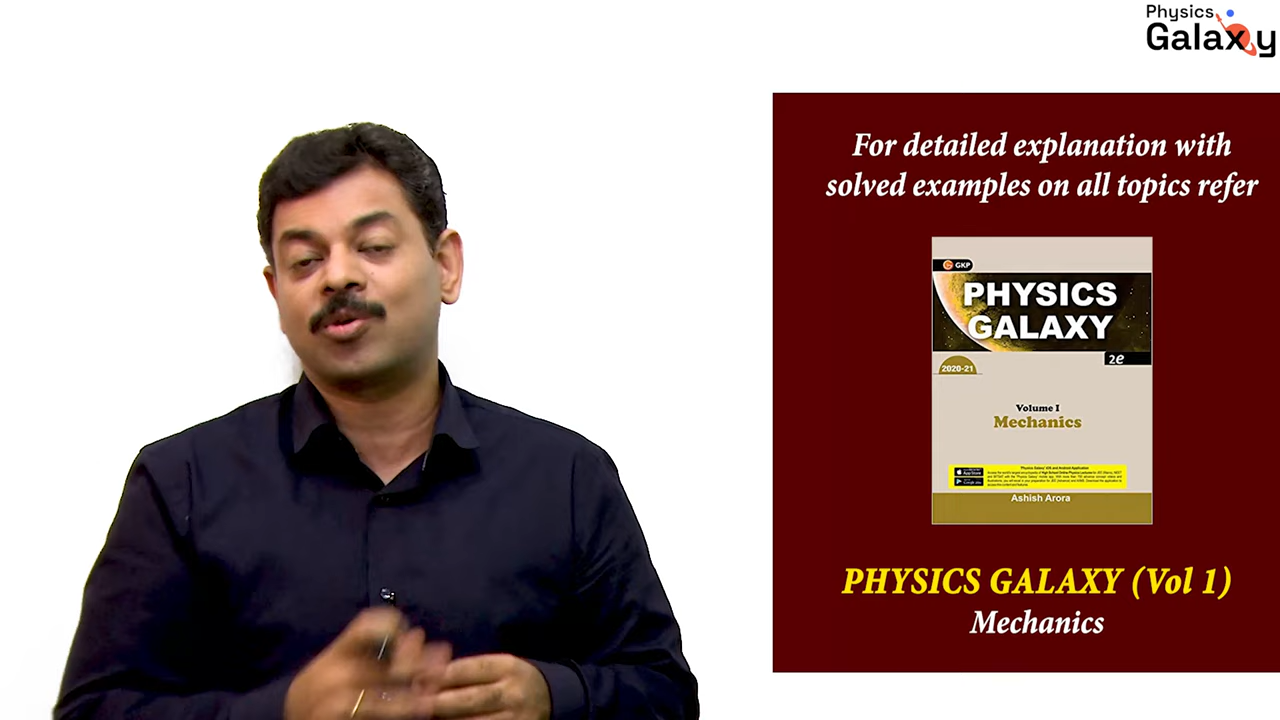 Physics
Galaxy
For detailed explanation with
solved examples on all topics refer
GKP
PHYSICS
GALAXY
2e
2020-21
Volume I
Mechanics
Ashish Arora
PHYSICS GALAXY (Vol 1)
Mechanics